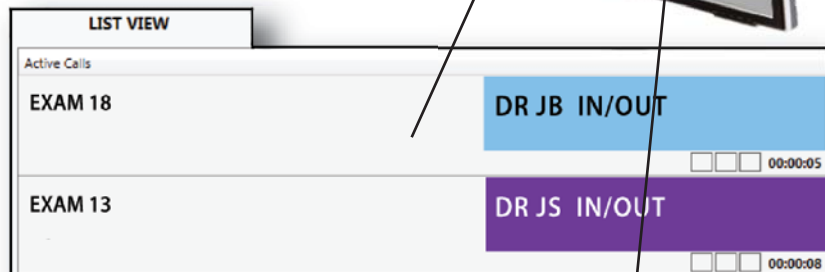 LIST VIEW
Active Calls
EXAM 18
DR JB IN/OUT
00:00:05
EXAM 13
DR JS IN/OUT
00:00:08